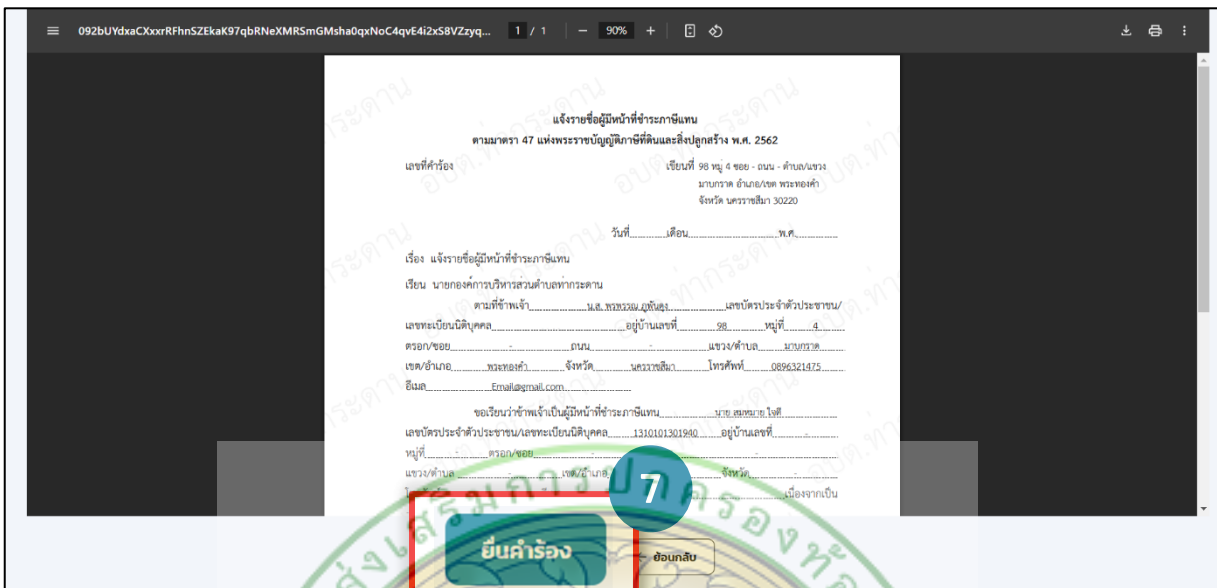 092bUYdxaCXxxrRFhnSZEkaK97qbRNeXMRSmGMsha0qxNoC4qvE4i2xS8VZzyq... 1 / 1 90%
แจ้งรายชื่อผู้มีหน้าที่ชำระภาษีแทน
ตามมาตรา 47 แห่งพระราชบัญญัติภาษีที่ดินและสิ่งปลูกสร้าง พ.ศ. 2562
เลขที่คำร้อง เขียนที่ 98 หมู่ 4 ซอย - ถนน - ตำบล/แขวง
มาบกราด อำเภอ/เขต พระทองคำ
จังหวัด นครราชสีมา 30220
วันที่ เดือน พ.ศ.
เรื่อง แจ้งรายชื่อผู้มีหน้าที่ชำระภาษีแทน
เรียน นายกองค์การบริหารส่วนตำบลท่ากระดาน
ตามที่ข้าพเจ้า น.ส. เลขบัตรประจำตัวประชาชน/
เลขทะเบียนนิติบุคคล อยู่บ้านเลขที่ 98 หมู่ที่ 4
ตรอก/ซอย - ถนน - แขวง/ตำบล มาบกราด
เขต/อำเภอ พระทองคำ จังหวัด นครราชสีมา โทรศัพท์ 0896321475
อีเมล Email@gmail.com
ขอเรียนว่าข้าพเจ้าเป็นผู้มีหน้าที่ชำระภาษีแทน นาย สมหมาย ใจดี
เลขบัตรประจำตัวประชาชน/เลขทะเบียนนิติบุคคล 1310101301940 อยู่บ้านเลขที่ -
หมู่ที่ - ตรอก/ซอย - -
แขวง/ตำบล - เขต/อำเภอ จังหวัด -
เนื่องจากเป็น
7
ยื่นคำร้อง
ย้อนกลับ